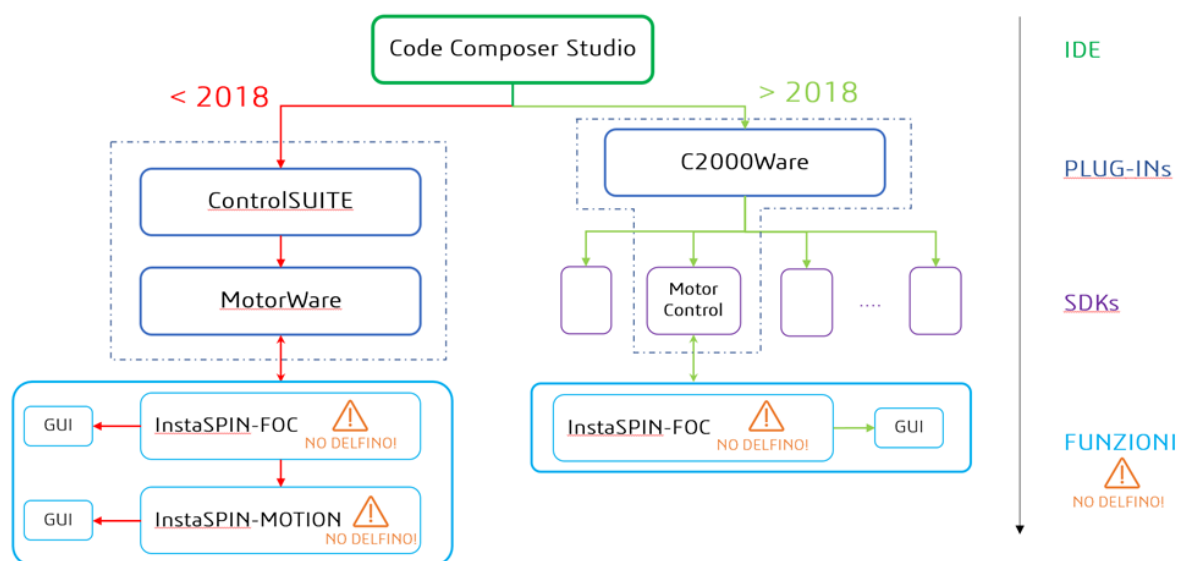 Code Composer Studio
IDE
< 2018
> 2018
C2000Ware
PLUG-INs
ControlSUITE
MotorWare
Motor
Control
....
SDKs
GUI
InstaSPIN-FOC
NO DELFINO!
GUI
InstaSPIN-MOTION
NO DELFINO!
InstaSPIN-FOC
NO DELFINO!
GUI
FUNZIONI
NO DELFINO!